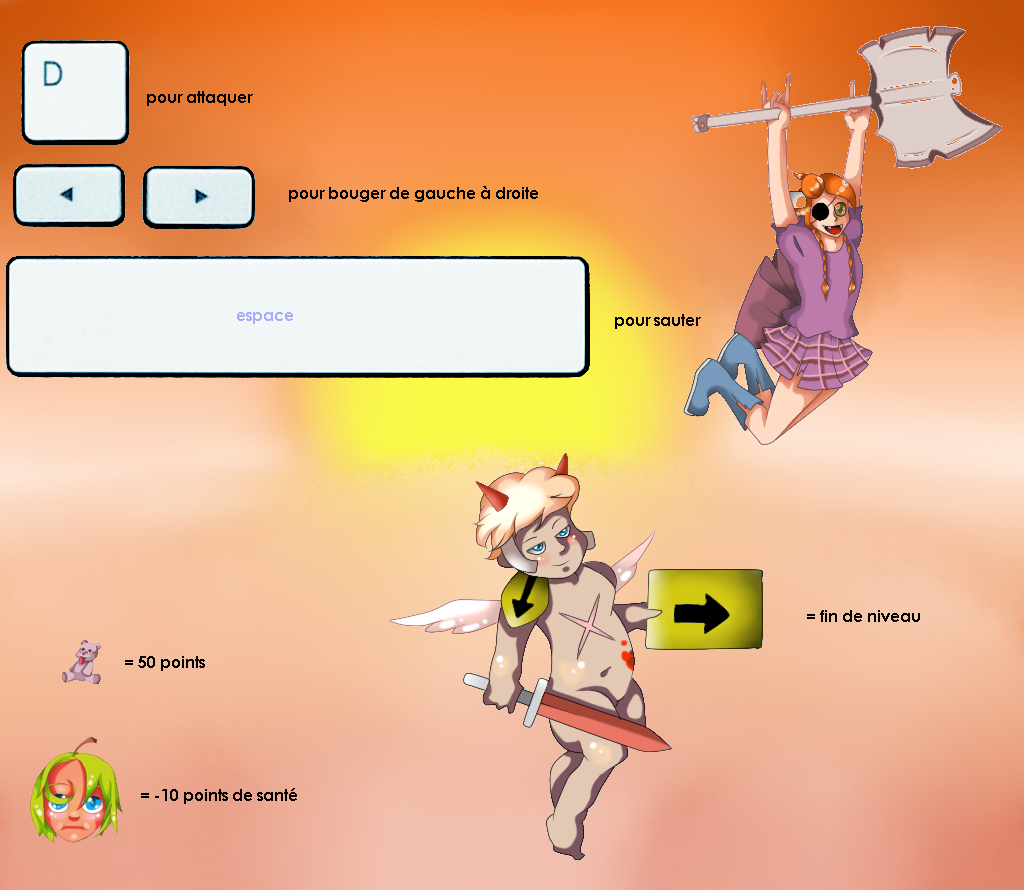 D
pour attaquer
pour bouger de gauche à droite
espace
pour sauter
= fin de niveau
= 50 points
= -10 points de santé